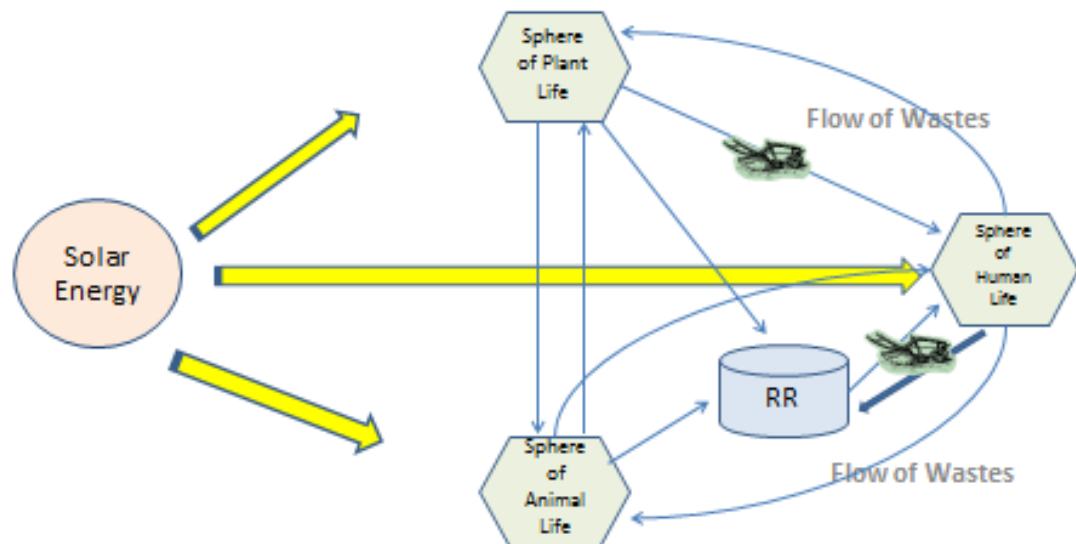 Sphere
of Plant
Life
Flow of Wastes
Solar
Energy
Sphere
of
Human
Life
RR
Sphere
of
Animal
Life
Flow of Wastes